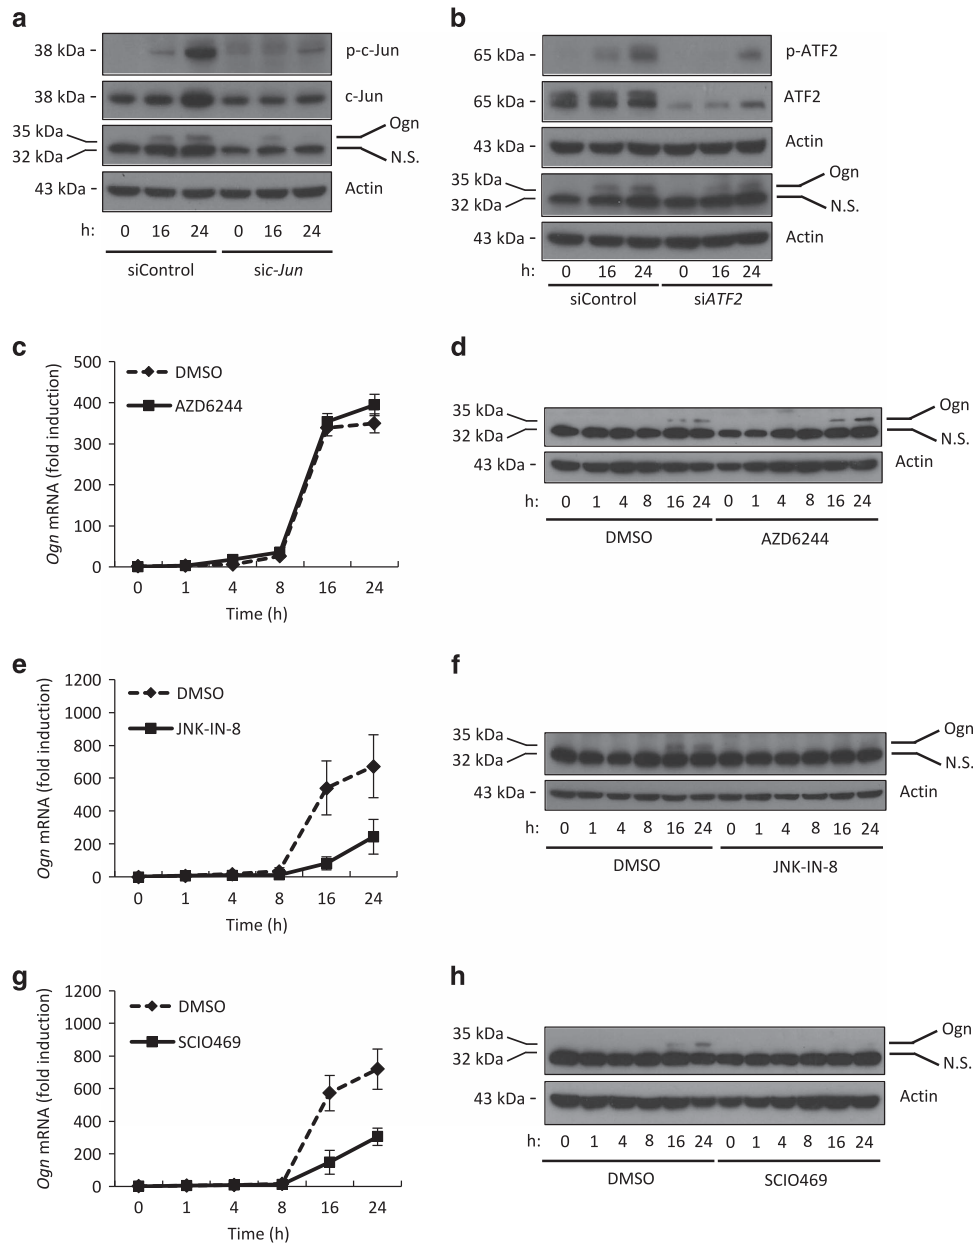 a
38 kDa -
p-c-Jun
38 kDa -
c-Jun
35 kDa
Ogn
32 kDa
N.S.
43 kDa -
Actin
h: 0 16 24 0 16 24
siControl sic-Jun
b
65 kDa -
p-ATF2
65 kDa -
ATF2
43 kDa -
Actin
35 kDa
Ogn
32 kDa
N.S.
43 kDa -
Actin
h: 0 16 24 0 16 24
siControl siATF2
c
Ogn mRNA (fold induction)
500
400
300
200
100
0
DMSO
AZD6244
0 1 4 8 16 24
Time (h)
d
35 kDa
Ogn
32 kDa
N.S.
43 kDa -
Actin
h: 0 1 4 8 16 24 0 1 4 8 16 24
DMSO AZD6244
e
Ogn mRNA (fold induction)
1200
1000
800
600
400
200
0
DMSO
JNK-IN-8
0 1 4 8 16 24
Time (h)
f
35 kDa
Ogn
32 kDa
N.S.
43 kDa -
Actin
h: 0 1 4 8 16 24 0 1 4 8 16 24
DMSO JNK-IN-8
g
Ogn mRNA (fold induction)
1200
1000
800
600
400
200
0
DMSO
SCIO469
0 1 4 8 16 24
Time (h)
h
35 kDa
Ogn
32 kDa
N.S.
43 kDa -
Actin
h: 0 1 4 8 16 24 0 1 4 8 16 24
DMSO SCIO469